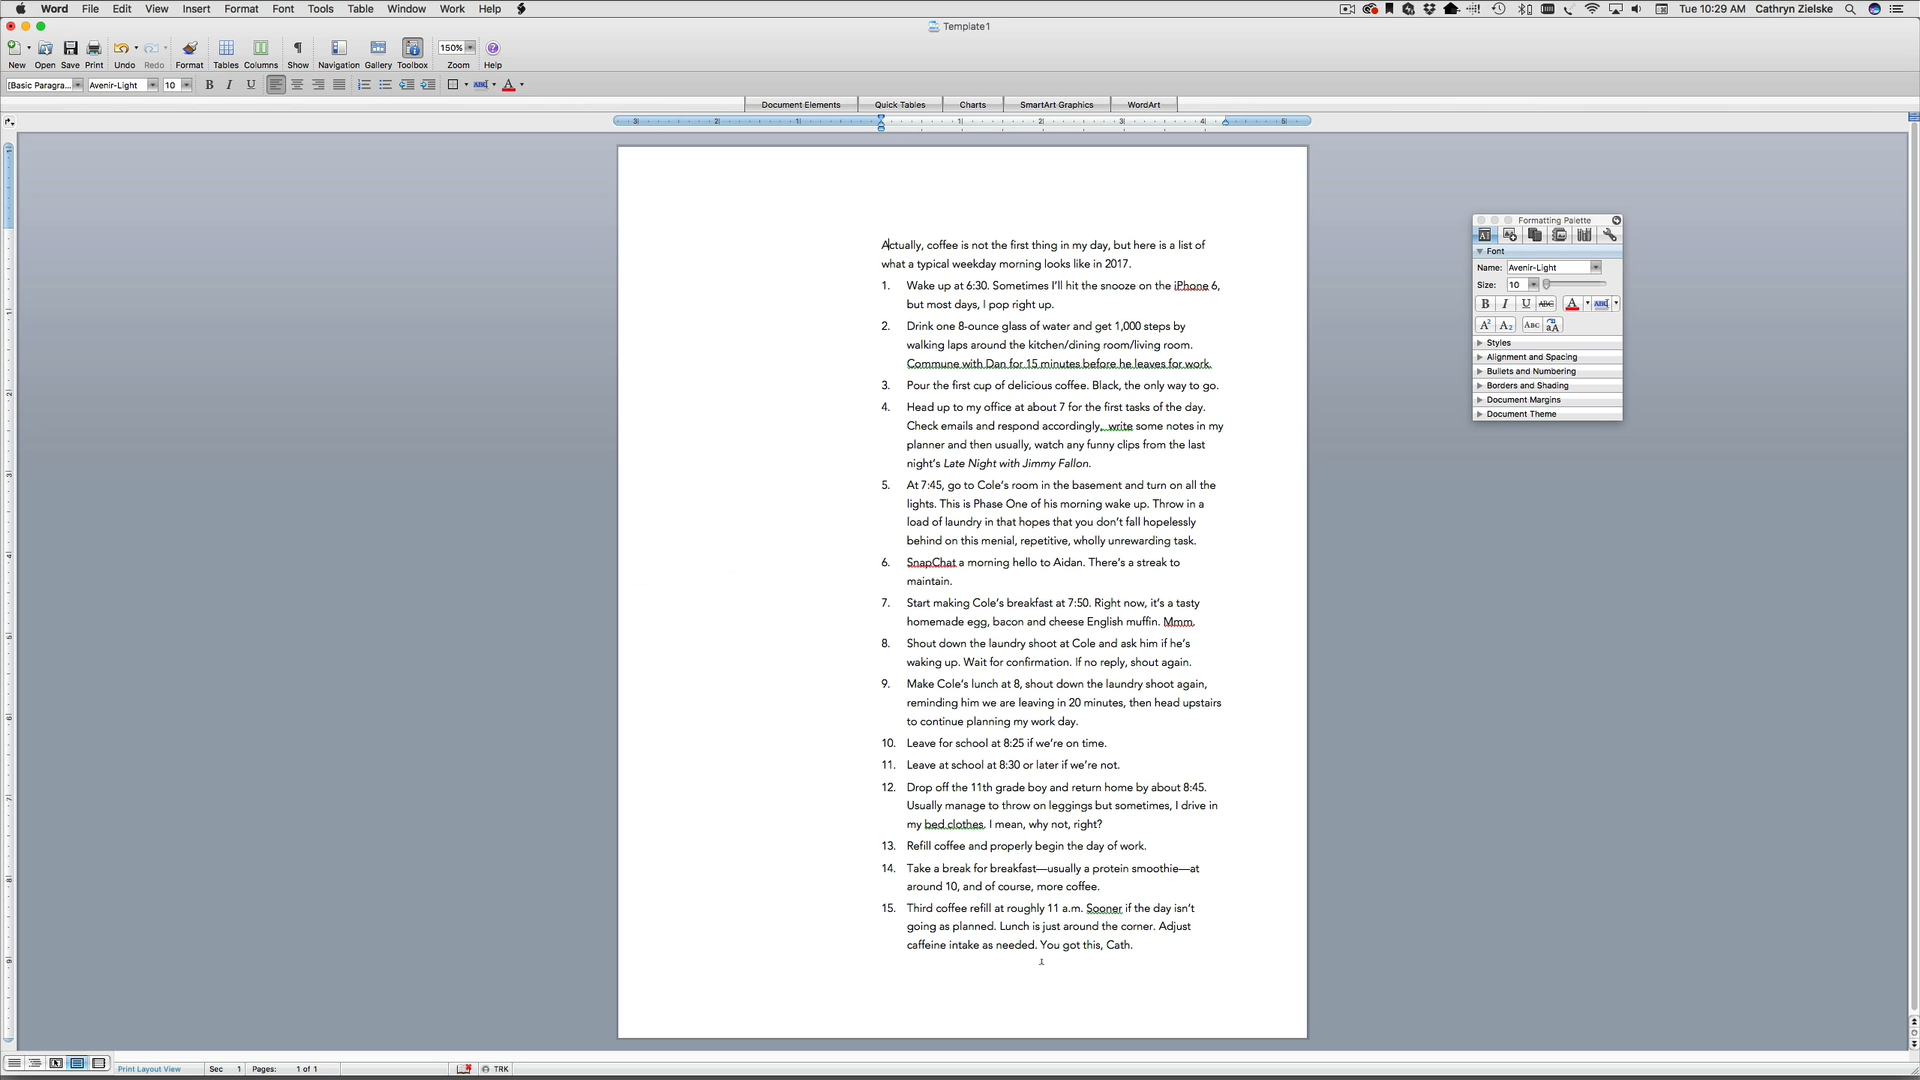 Word File Edit View Insert Format Font Tools Table Window Work Help
Tue 10:29 AM Cathryn Zielske
Template1
New Open Save Print Undo Redo Format Tables Columns Show Navigation Gallery Toolbox Zoom Help
150%
[Basic Paragra... Avenir-Light 10 B I U
Document Elements Quick Tables Charts SmartArt Graphics WordArt
Actually, coffee is not the first thing in my day, but here is a list of
what a typical weekday morning looks like in 2017.
1. Wake up at 6:30. Sometimes I'll hit the snooze on the iPhone 6,
but most days, I pop right up.
2. Drink one 8-ounce glass of water and get 1,000 steps by
walking laps around the kitchen/dining room/living room.
Commune with Dan for 15 minutes before he leaves for work.
3. Pour the first cup of delicious coffee. Black, the only way to go.
4. Head up to my office at about 7 for the first tasks of the day.
Check emails and respond accordingly, write some notes in my
planner and then usually, watch any funny clips from the last
night's Late Night with Jimmy Fallon.
5. At 7:45, go to Cole's room in the basement and turn on all the
lights. This is Phase One of his morning wake up. Throw in a
load of laundry in that hopes that you don't fall hopelessly
behind on this menial, repetitive, wholly unrewarding task.
6. SnapChat a morning hello to Aidan. There's a streak to
maintain.
7. Start making Cole's breakfast at 7:50. Right now, it's a tasty
homemade egg, bacon and cheese English muffin. Mmm.
8. Shout down the laundry shoot at Cole and ask him if he's
waking up. Wait for confirmation. If no reply, shout again.
9. Make Cole's lunch at 8, shout down the laundry shoot again,
reminding him we are leaving in 20 minutes, then head upstairs
to continue planning my work day.
10. Leave for school at 8:25 if we're on time.
11. Leave at school at 8:30 or later if we're not.
12. Drop off the 11th grade boy and return home by about 8:45.
Usually manage to throw on leggings but sometimes, I drive in
my bed clothes. I mean, why not, right?
13. Refill coffee and properly begin the day of work.
14. Take a break for breakfast—usually a protein smoothie—at
around 10, and of course, more coffee.
15. Third coffee refill at roughly 11 a.m. Sooner if the day isn't
going as planned. Lunch is just around the corner. Adjust
caffeine intake as needed. You got this, Cath.
Formatting Palette
Font
Name: Avenir-Light
Size: 10
B I U ABC A ABC
A² A₂ ABC aA
Styles
Alignment and Spacing
Bullets and Numbering
Borders and Shading
Document Margins
Document Theme
Print Layout View Sec 1 Pages: 1 of 1 TRK